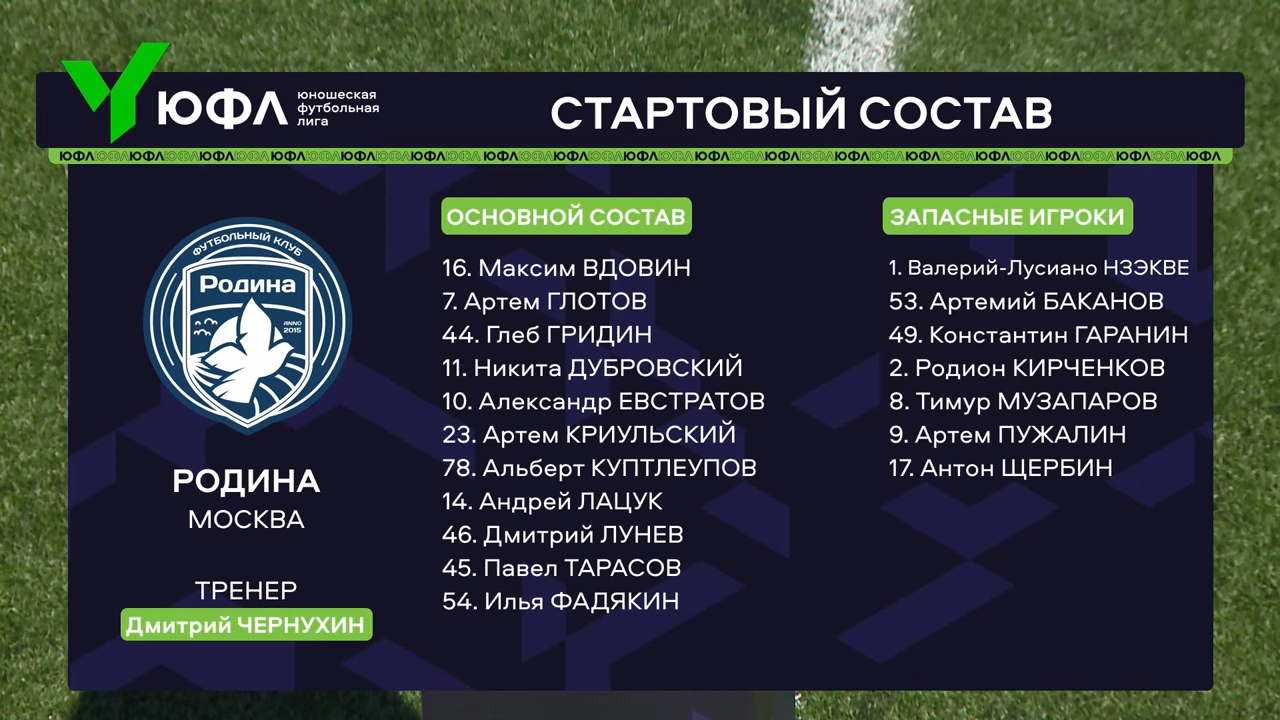 ЮФЛ
юношеская
футбольная
лига
СТАРТОВЫЙ СОСТАВ
ЮФЛЮФЛЮФЛЮФЛЮФЛЮФЛЮФЛЮФЛЮФЛЮФЛЮФЛЮФЛ ЮФЛЮФЛЮФЛЮФЛЮФЛЮФЛЮФЛЮФЛЮФЛЮФЛЮФЛЮФЛЮФЛЮФЛЮФЛЮФЛЮФЛЮФЛЮФЛЮФЛЮФЛ
ФУТБОЛЬНЫЙ КЛУБ
Родина
ANNO
2015
РОДИНА
МОСКВА
ТРЕНЕР
Дмитрий ЧЕРНУХИН
ОСНОВНОЙ СОСТАВ
16. Максим ВДОВИН
7. Артем ГЛОТОВ
44. Глеб ГРИДИН
11. Никита ДУБРОВСКИЙ
10. Александр ЕВСТРАТОВ
23. Артем КРИУЛЬСКИЙ
78. Альберт КУПТЛЕУПОВ
14. Андрей ЛАЦУК
46. Дмитрий ЛУНЕВ
45. Павел ТАРАСОВ
54. Илья ФАДЯКИН
ЗАПАСНЫЕ ИГРОКИ
1. Валерий-Лусиано НЗЭКВЕ
53. Артемий БАКАНОВ
49. Константин ГАРАНИН
2. Родион КИРЧЕНКОВ
8. Тимур МУЗАПАРОВ
9. Артем ПУЖАЛИН
17. Антон ЩЕРБИН